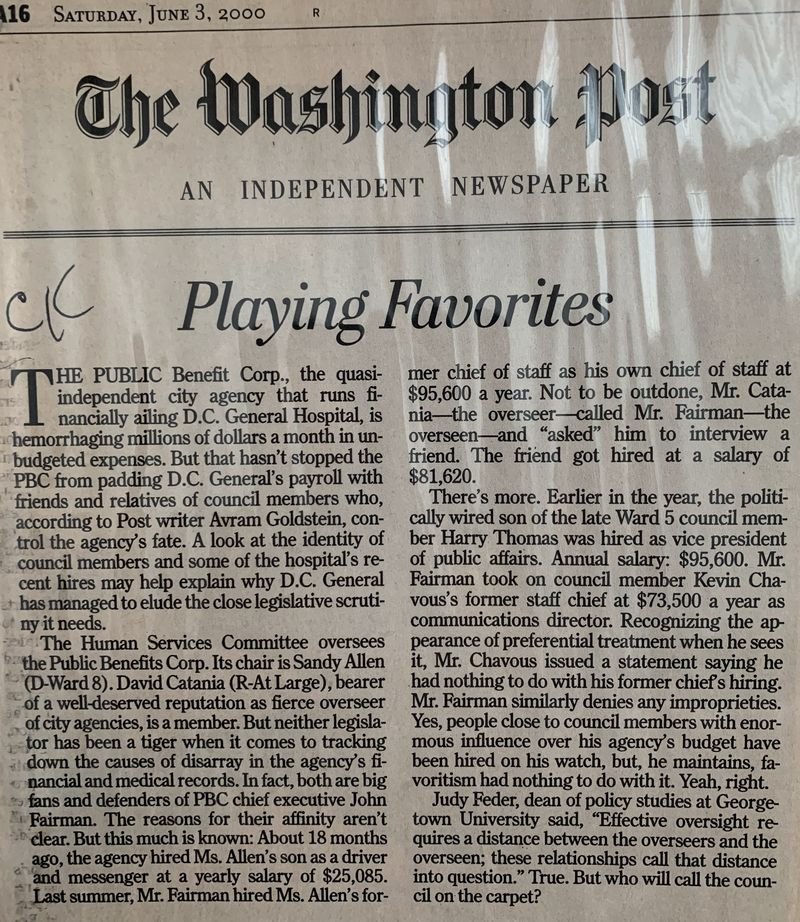 A16 SATURDAY, JUNE 3, 2000 R
The Washington Post
AN INDEPENDENT NEWSPAPER
Playing Favorites
THE PUBLIC Benefit Corp., the quasi-
independent city agency that runs fi-
nancially ailing D.C. General Hospital, is
hemorrhaging millions of dollars a month in un-
budgeted expenses. But that hasn't stopped the
PBC from padding D.C. General's payroll with
friends and relatives of council members who,
according to Post writer Avram Goldstein, con-
trol the agency's fate. A look at the identity of
council members and some of the hospital's re-
cent hires may help explain why D.C. General
has managed to elude the close legislative scruti-
ny it needs.
The Human Services Committee oversees
the Public Benefits Corp. Its chair is Sandy Allen
(D-Ward 8). David Catania (R-At Large), bearer
of a well-deserved reputation as fierce overseer
of city agencies, is a member. But neither legisla-
tor has been a tiger when it comes to tracking
down the causes of disarray in the agency's fi-
nancial and medical records. In fact, both are big
fans and defenders of PBC chief executive John
Fairman. The reasons for their affinity aren't
clear. But this much is known: About 18 months
ago, the agency hired Ms. Allen's son as a driver
and messenger at a yearly salary of $25,085.
Last summer, Mr. Fairman hired Ms. Allen's for-
mer chief of staff as his own chief of staff at
$95,600 a year. Not to be outdone, Mr. Cata-
nia—the overseer—called Mr. Fairman—the
overseen—and "asked" him to interview a
friend. The friend got hired at a salary of
$81,620.
There's more. Earlier in the year, the politi-
cally wired son of the late Ward 5 council mem-
ber Harry Thomas was hired as vice president
of public affairs. Annual salary: $95,600. Mr.
Fairman took on council member Kevin Cha-
vous's former staff chief at $73,500 a year as
communications director. Recognizing the ap-
pearance of preferential treatment when he sees
it, Mr. Chavous issued a statement saying he
had nothing to do with his former chief's hiring.
Mr. Fairman similarly denies any improprieties.
Yes, people close to council members with enor-
mous influence over his agency's budget have
been hired on his watch, but, he maintains, fa-
voritism had nothing to do with it. Yeah, right.
Judy Feder, dean of policy studies at George-
town University said, "Effective oversight re-
quires a distance between the overseers and the
overseen; these relationships call that distance
into question." True. But who will call the coun-
cil on the carpet?